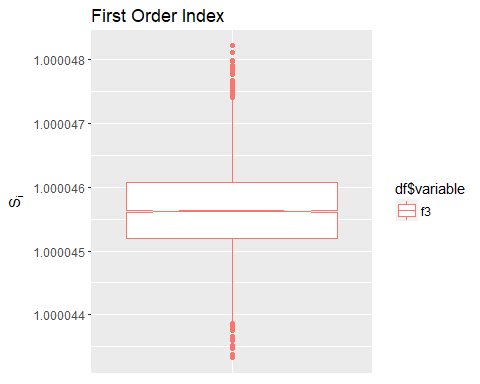 First Order Index
1.000048
1.000047
1.000046
1.000045
1.000044
Si
df$variable
f3